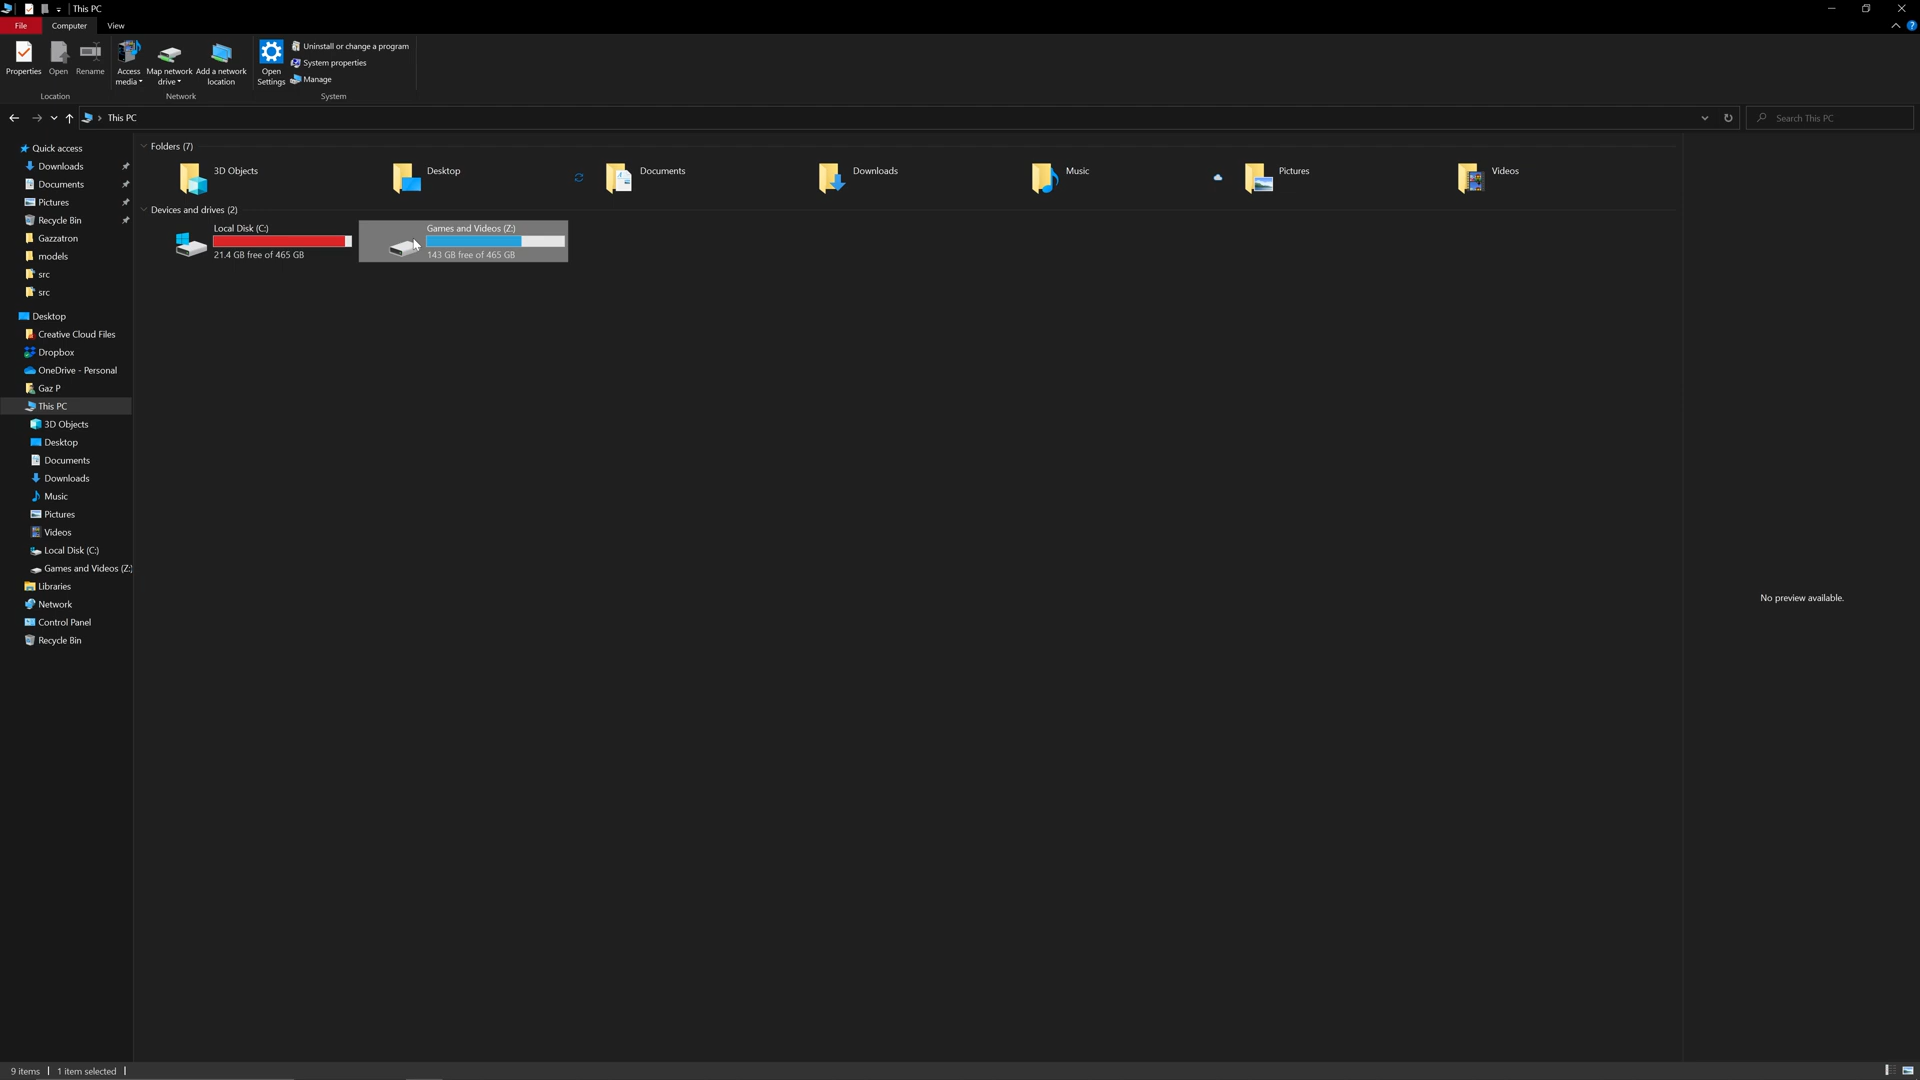 This PC
File Computer View
Properties Open Rename Access media Map network drive Add a network location Open Settings
Uninstall or change a program
System properties
Manage
Location Network System
This PC
Search This PC
Quick access
Downloads
Documents
Pictures
Recycle Bin
Gazzatron
models
src
src
Desktop
Creative Cloud Files
Dropbox
OneDrive - Personal
Gaz P
This PC
3D Objects
Desktop
Documents
Downloads
Music
Pictures
Videos
Local Disk (C:)
Games and Videos (Z:)
Libraries
Network
Control Panel
Recycle Bin
Folders (7)
3D Objects Desktop Documents Downloads Music Pictures Videos
Devices and drives (2)
Local Disk (C:)
21.4 GB free of 465 GB
Games and Videos (Z:)
143 GB free of 465 GB
No preview available.
9 items 1 item selected